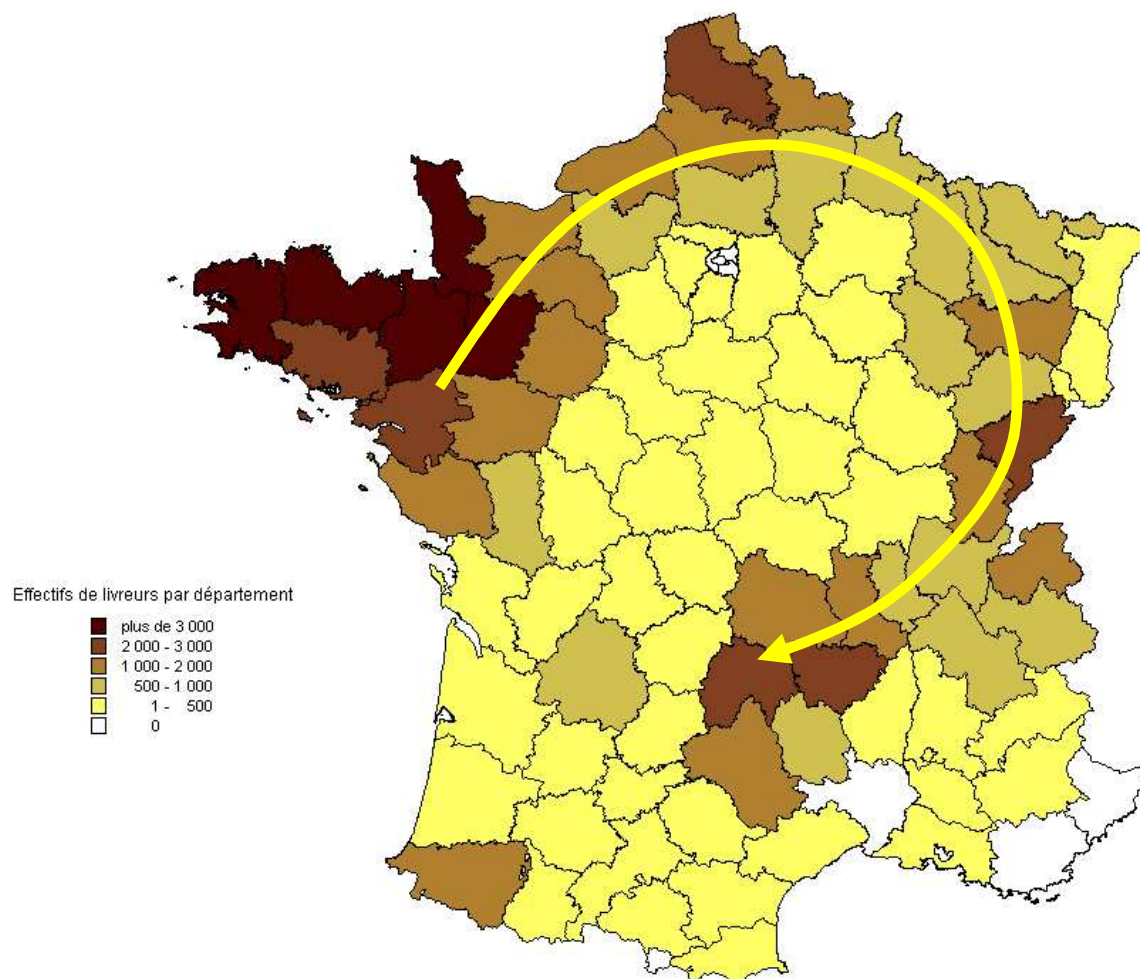 Effectifs de livreurs par département
plus de 3 000
2 000 - 3 000
1 000 - 2 000
500 - 1 000
1 - 500
0